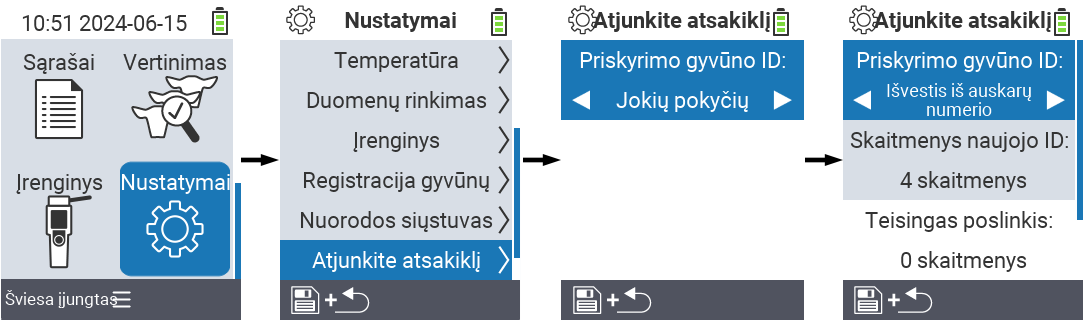 10:51 2024-06-15
Sąrašai
Vertinimas
Įrenginys
Nustatymai
Šviesa įjungtas
Nustatymai
Temperatūra
Duomenų rinkimas
Įrenginys
Registracija gyvūnų
Nuorodos siųstuvas
Atjunkite atsakiklį
Atjunkite atsakiklį
Priskyrimo gyvūno ID:
Jokių pokyčių
Atjunkite atsakiklį
Priskyrimo gyvūno ID:
Išvestis iš auskarų
numerio
Skaitmenys naujojo ID:
4 skaitmenys
Teisingas poslinkis:
0 skaitmenys